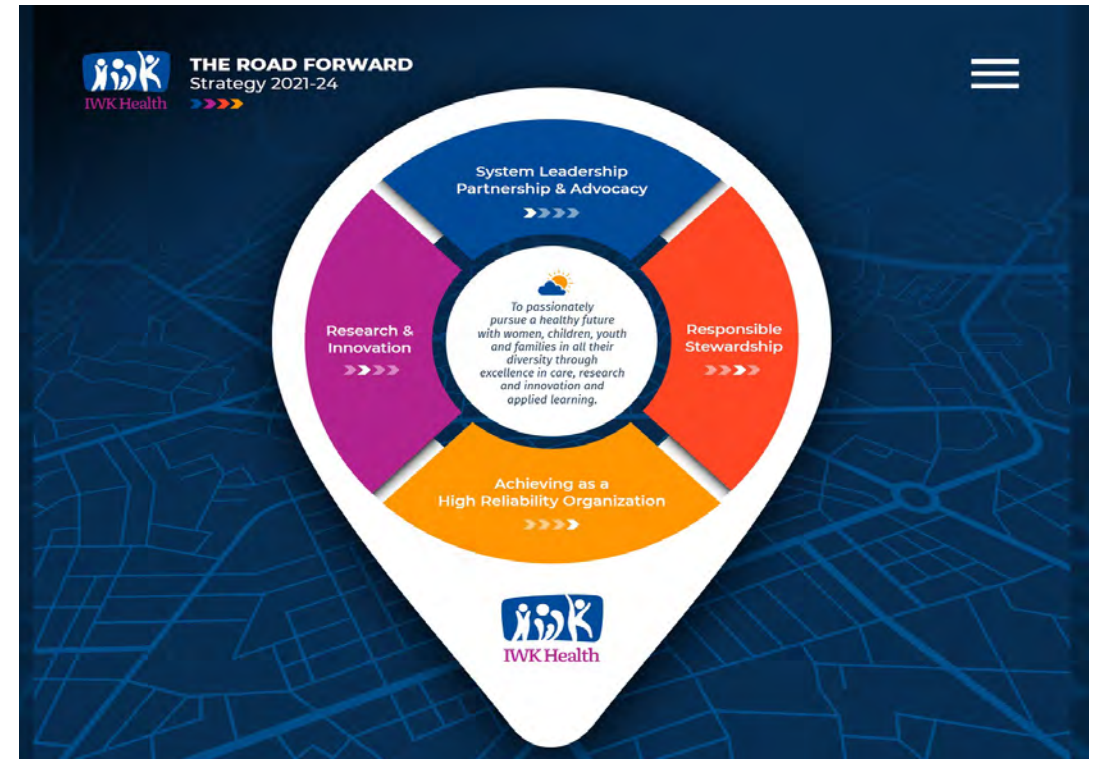 THE ROAD FORWARD
Strategy 2021-24
IWK
IWK Health
System Leadership
Partnership & Advocacy
Research &
Innovation
To passionately
pursue a healthy future
with women, children, youth
and families in all their
diversity through
excellence in care, research
and innovation and
applied learning.
Responsible
Stewardship
Achieving as a
High Reliability Organization
IWK
IWK Health